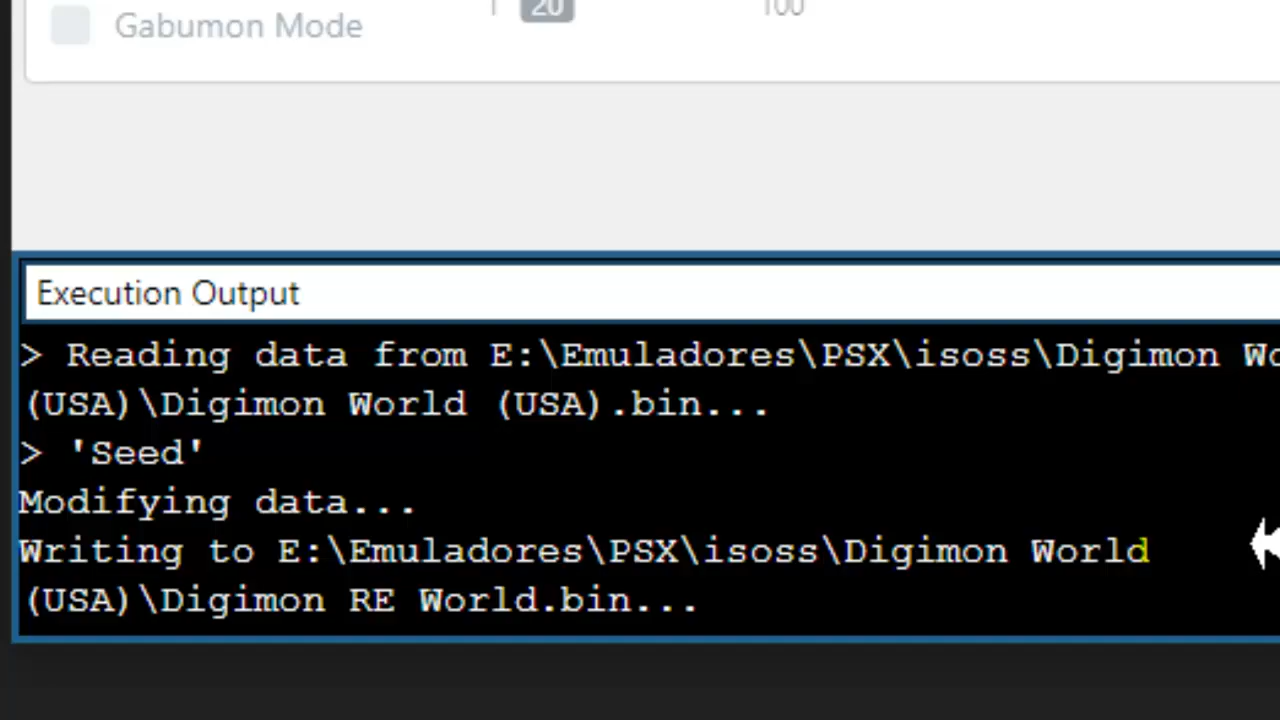 Gabumon Mode
1 20 100
Execution Output
> Reading data from E:\Emuladores\PSX\isoss\Digimon
(USA)\Digimon World (USA).bin...
> 'Seed'
Modifying data...
Writing to E:\Emuladores\PSX\isoss\Digimon World
(USA)\Digimon RE World.bin...